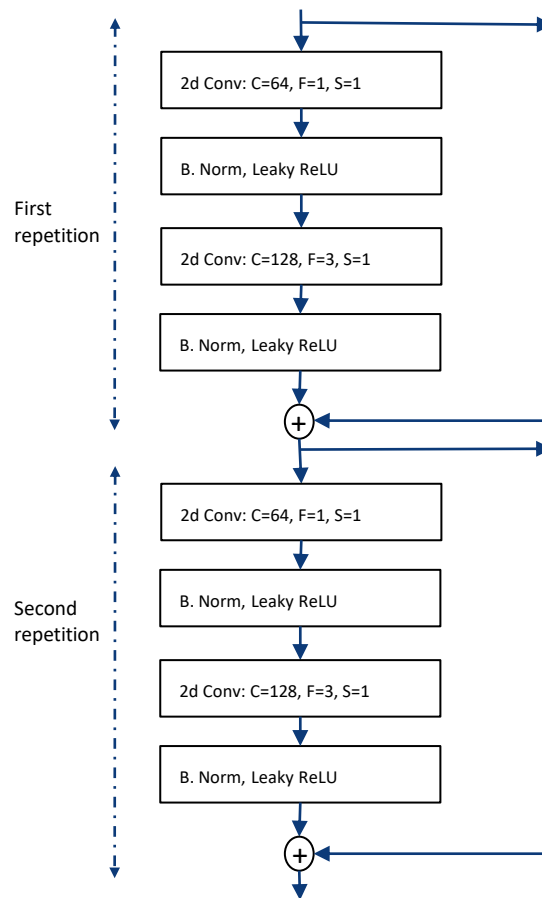 2d Conv: C=64, F=1, S=1
B. Norm, Leaky ReLU
First
repetition
2d Conv: C=128, F=3, S=1
B. Norm, Leaky ReLU
+
2d Conv: C=64, F=1, S=1
B. Norm, Leaky ReLU
Second
repetition
2d Conv: C=128, F=3, S=1
B. Norm, Leaky ReLU
+